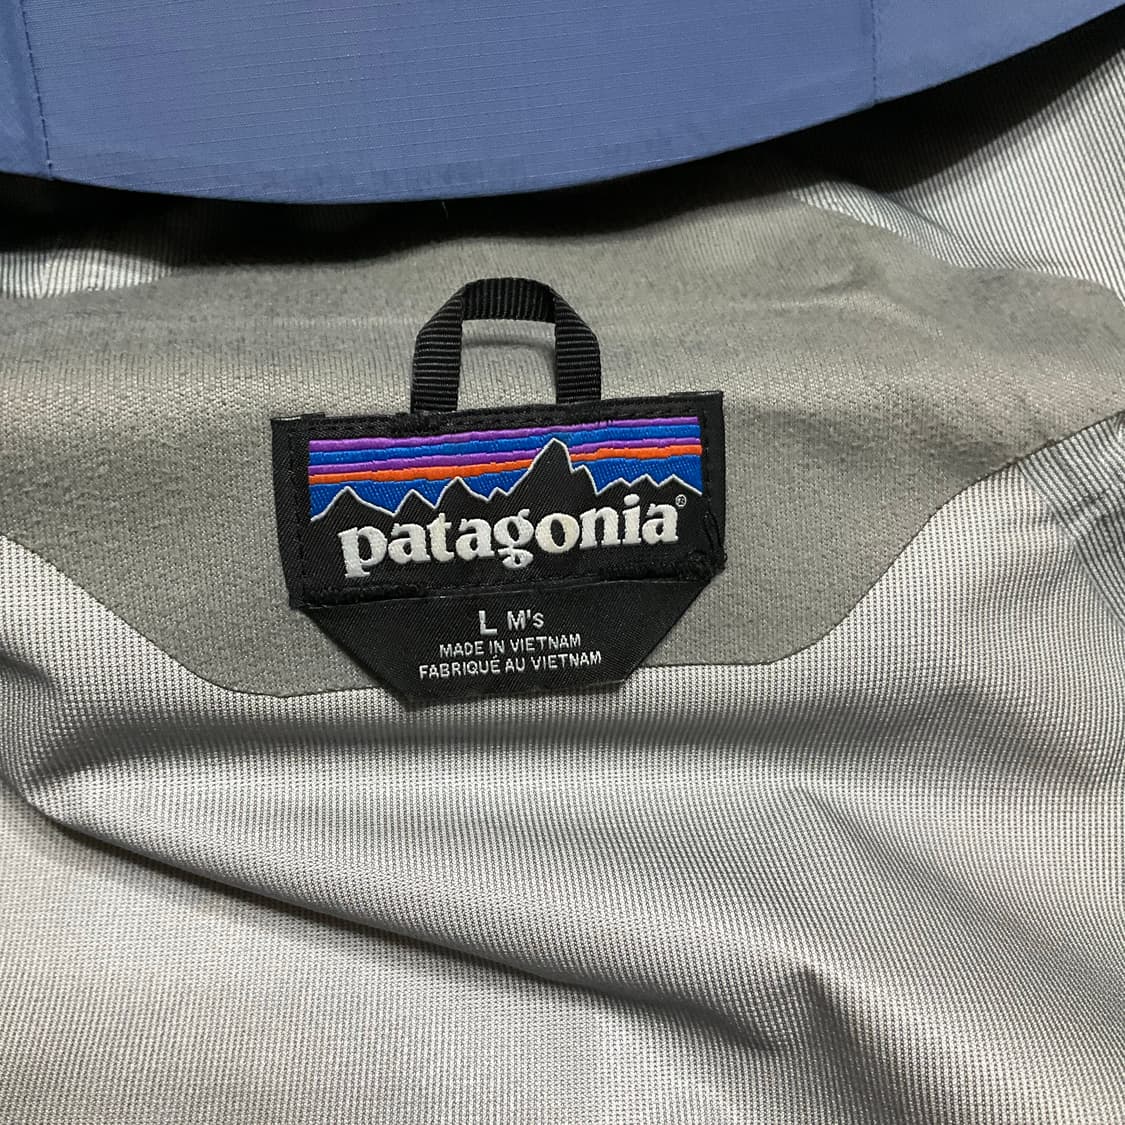 patagonia®
L M's
MADE IN VIETNAM
FABRIQUÉ AU VIETNAM